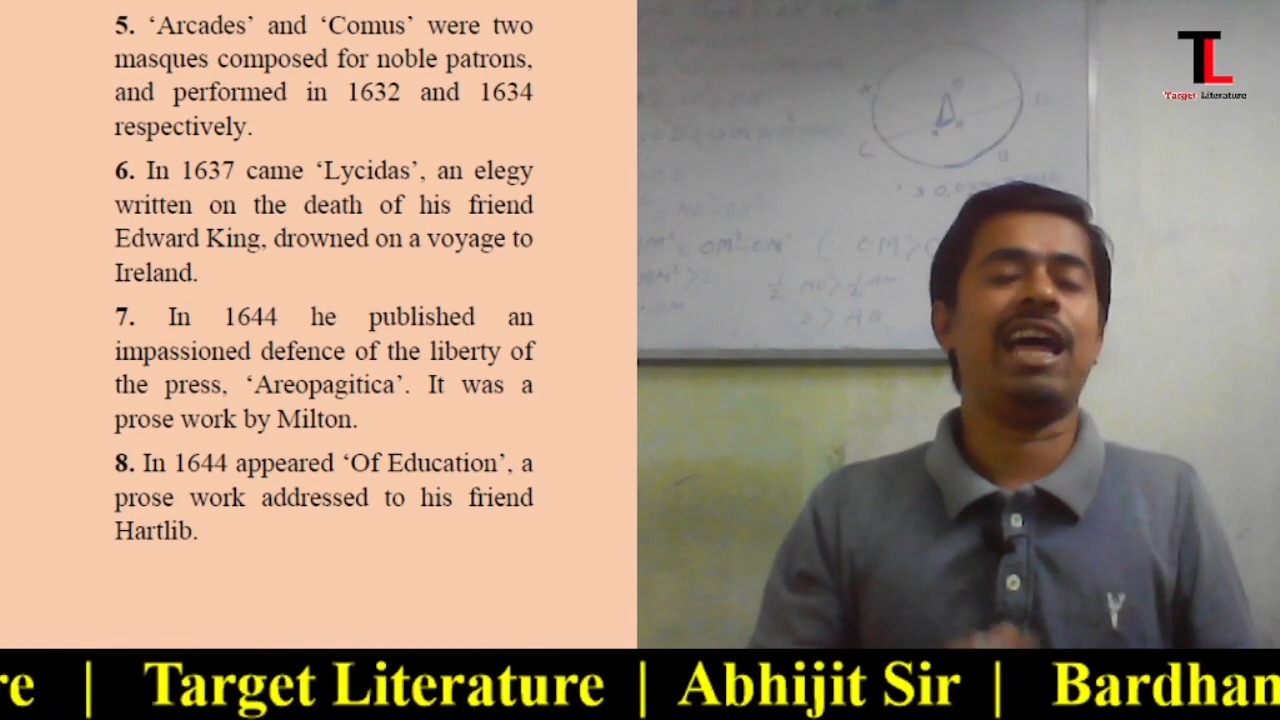 5. ‘Arcades’ and ‘Comus’ were two
masques composed for noble patrons,
and performed in 1632 and 1634
respectively.
6. In 1637 came ‘Lycidas’, an elegy
written on the death of his friend
Edward King, drowned on a voyage to
Ireland.
7. In 1644 he published an
impassioned defence of the liberty of
the press, ‘Areopagitica’. It was a
prose work by Milton.
8. In 1644 appeared ‘Of Education’, a
prose work addressed to his friend
Hartlib.
TL
Target Literature
re | Target Literature | Abhijit Sir | Bardhan